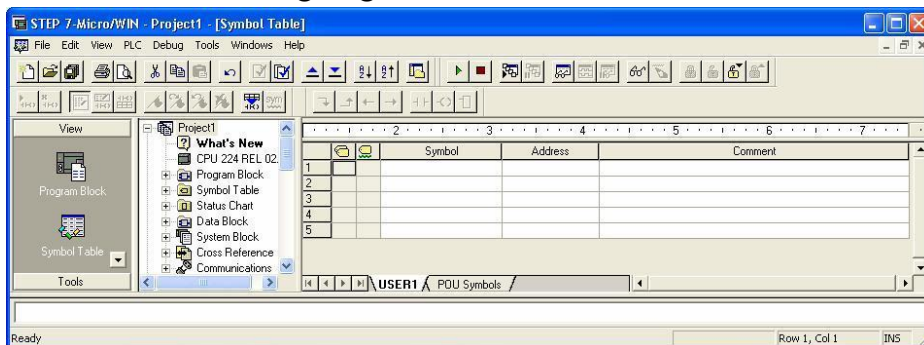 STEP 7-Micro/WIN - Project1 - [Symbol Table]
File Edit View PLC Debug Tools Windows Help
View
Program Block
Symbol Table
Tools
Project1
What's New
CPU 224 REL 02.
Program Block
Symbol Table
Status Chart
Data Block
System Block
Cross Reference
Communications
2 3 4 5 6 7
Symbol Address Comment
1
2
3
4
5
USER1 POU Symbols
Ready Row 1, Col 1 INS